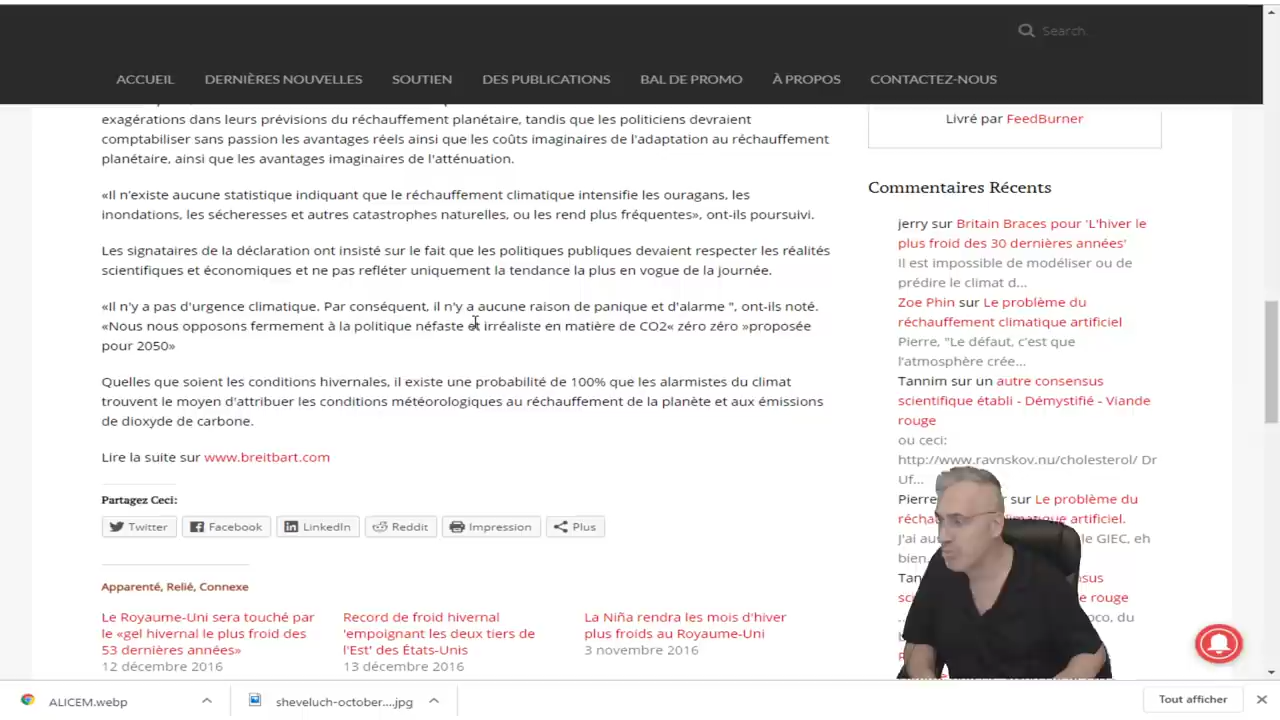 Search.
ACCUEIL DERNIÈRES NOUVELLES SOUTIEN DES PUBLICATIONS BAL DE PROMO À PROPOS CONTACTEZ-NOUS
exagérations dans leurs prévisions du réchauffement planétaire, tandis que les politiciens devraient
comptabiliser sans passion les avantages réels ainsi que les coûts imaginaires de l'adaptation au réchauffement
planétaire, ainsi que les avantages imaginaires de l'atténuation.
«Il n'existe aucune statistique indiquant que le réchauffement climatique intensifie les ouragans, les
inondations, les sécheresses et autres catastrophes naturelles, ou les rend plus fréquentes», ont-ils poursuivi.
Les signataires de la déclaration ont insisté sur le fait que les politiques publiques devaient respecter les réalités
scientifiques et économiques et ne pas refléter uniquement la tendance la plus en vogue de la journée.
«Il n'y a pas d'urgence climatique. Par conséquent, il n'y a aucune raison de panique et d'alarme ", ont-ils noté.
«Nous nous opposons fermement à la politique néfaste et irréaliste en matière de CO2« zéro zéro »proposée
pour 2050»
Quelles que soient les conditions hivernales, il existe une probabilité de 100% que les alarmistes du climat
trouvent le moyen d'attribuer les conditions météorologiques au réchauffement de la planète et aux émissions
de dioxyde de carbone.
Lire la suite sur www.breitbart.com
Partagez Ceci:
Twitter Facebook LinkedIn Reddit Impression Plus
Apparenté, Relié, Connexe
Le Royaume-Uni sera touché par
le «gel hivernal le plus froid des
53 dernières années»
12 décembre 2016
Record de froid hivernal
'empoignant les deux tiers de
l'Est' des États-Unis
13 décembre 2016
La Niña rendra les mois d'hiver
plus froids au Royaume-Uni
3 novembre 2016
Livré par FeedBurner
Commentaires Récents
jerry sur Britain Braces pour 'L'hiver le
plus froid des 30 dernières années'
Il est impossible de modéliser ou de
prédire le climat d...
Zoe Phin sur Le problème du
réchauffement climatique artificiel
Pierre, "Le défaut, c'est que
l'atmosphère crée...
Tannim sur un autre consensus
scientifique établi - Démystifié - Viande
rouge
ou ceci:
http://www.ravnskov.nu/cholesterol/ Dr
Uf...
sur Le problème du
artificiel.
J'ai le GIEC, eh
bien.
rouge
ALICEM.webp
sheveluch-october....jpg
Tout afficher